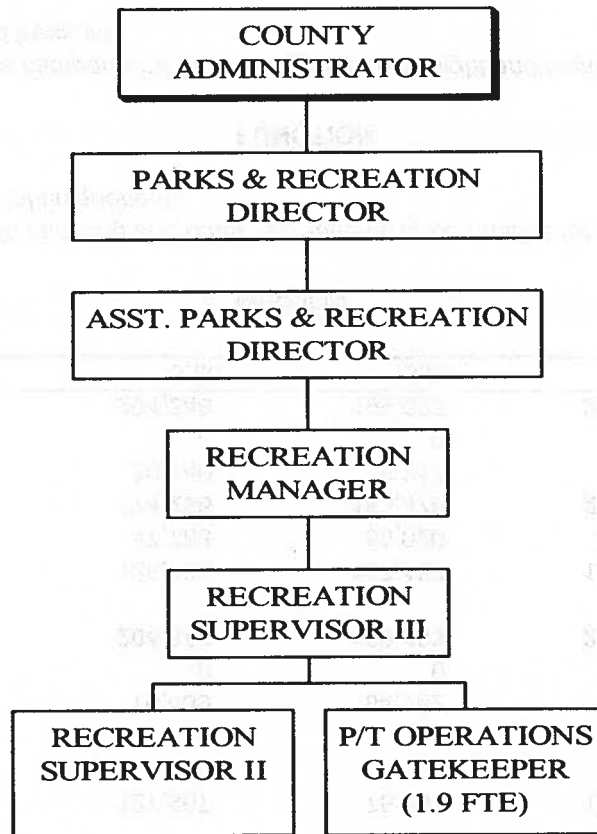 COUNTY
ADMINISTRATOR
PARKS & RECREATION
DIRECTOR
ASST. PARKS & RECREATION
DIRECTOR
RECREATION
MANAGER
RECREATION
SUPERVISOR III
RECREATION
SUPERVISOR II
P/T OPERATIONS
GATEKEEPER
(1.9 FTE)